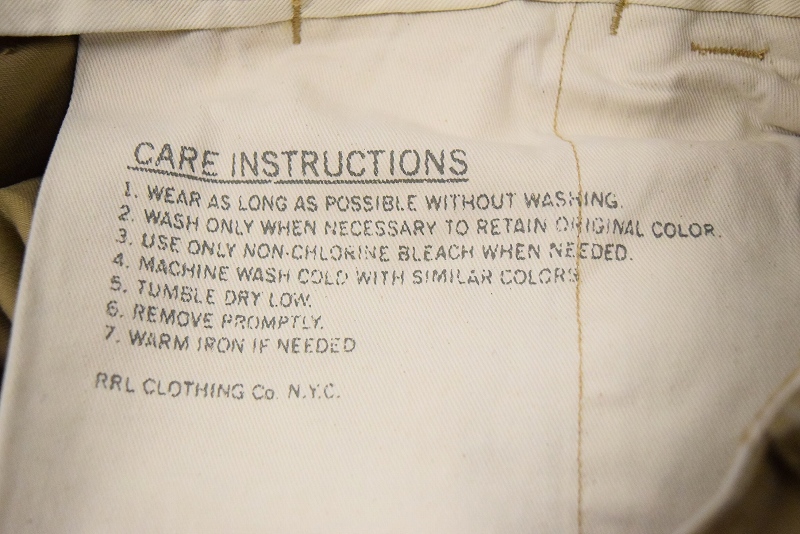 CARE INSTRUCTIONS
1. WEAR AS LONG AS POSSIBLE WITHOUT WASHING.
2. WASH ONLY WHEN NECESSARY TO RETAIN ORIGINAL COLOR.
3. USE ONLY NON-CHLORINE BLEACH WHEN NEEDED.
4. MACHINE WASH COLD WITH SIMILAR COLORS
5. TUMBLE DRY LOW.
6. REMOVE PROMPTLY.
7. WARM IRON IF NEEDED
RRL CLOTHING Co. N.Y.C.